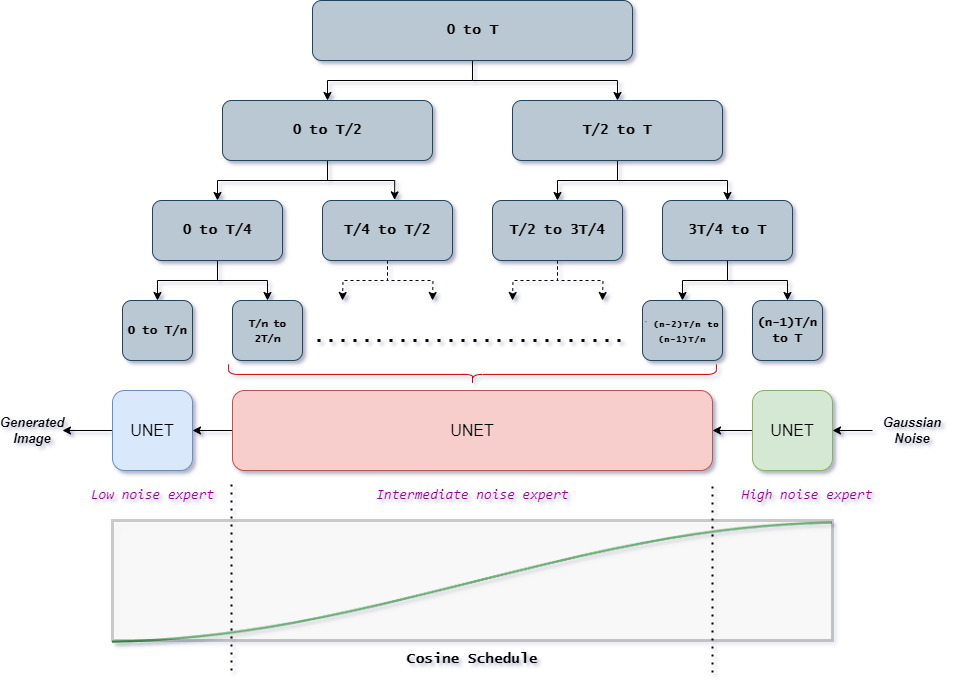 0 to T
0 to T/2
T/2 to T
0 to T/4
T/4 to T/2
T/2 to 3T/4
3T/4 to T
0 to T/n
T/n to
2T/n
(n-2)T/n to
(n-1)T/n
(n-1)T/n
to T
Generated
Image
UNET
UNET
UNET
Gaussian
Noise
Low noise expert
Intermediate noise expert
High noise expert
Cosine Schedule